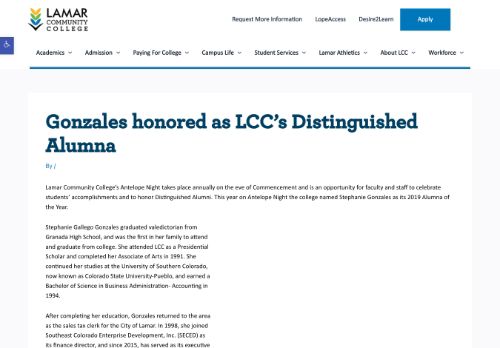 LAMAR
COMMUNITY
COLLEGE
Request More Information LopeAccess Desire2Learn Apply
Academics Admission Paying For College Campus Life Student Services Lamar Athletics About LCC Workforce
Gonzales honored as LCC's Distinguished
Alumna
By /
Lamar Community College's Antelope Night takes place annually on the eve of Commencement and is an opportunity for faculty and staff to celebrate
students' accomplishments and to honor Distinguished Alumni. This year on Antelope Night the college named Stephanie Gonzales as its 2019 Alumna of
the Year.
Stephanie Gallego Gonzales graduated valedictorian from
Granada High School, and was the first in her family to attend
and graduate from college. She attended LCC as a Presidential
Scholar and completed her Associate of Arts in 1991. She
continued her studies at the University of Southern Colorado,
now known as Colorado State University-Pueblo, and earned a
Bachelor of Science in Business Administration- Accounting in
1994.
After completing her education, Gonzales returned to the area
as the sales tax clerk for the City of Lamar. In 1998, she joined
Southeast Colorado Enterprise Development, Inc. (SECED) as
its finance director, and since 2015, has served as its executive